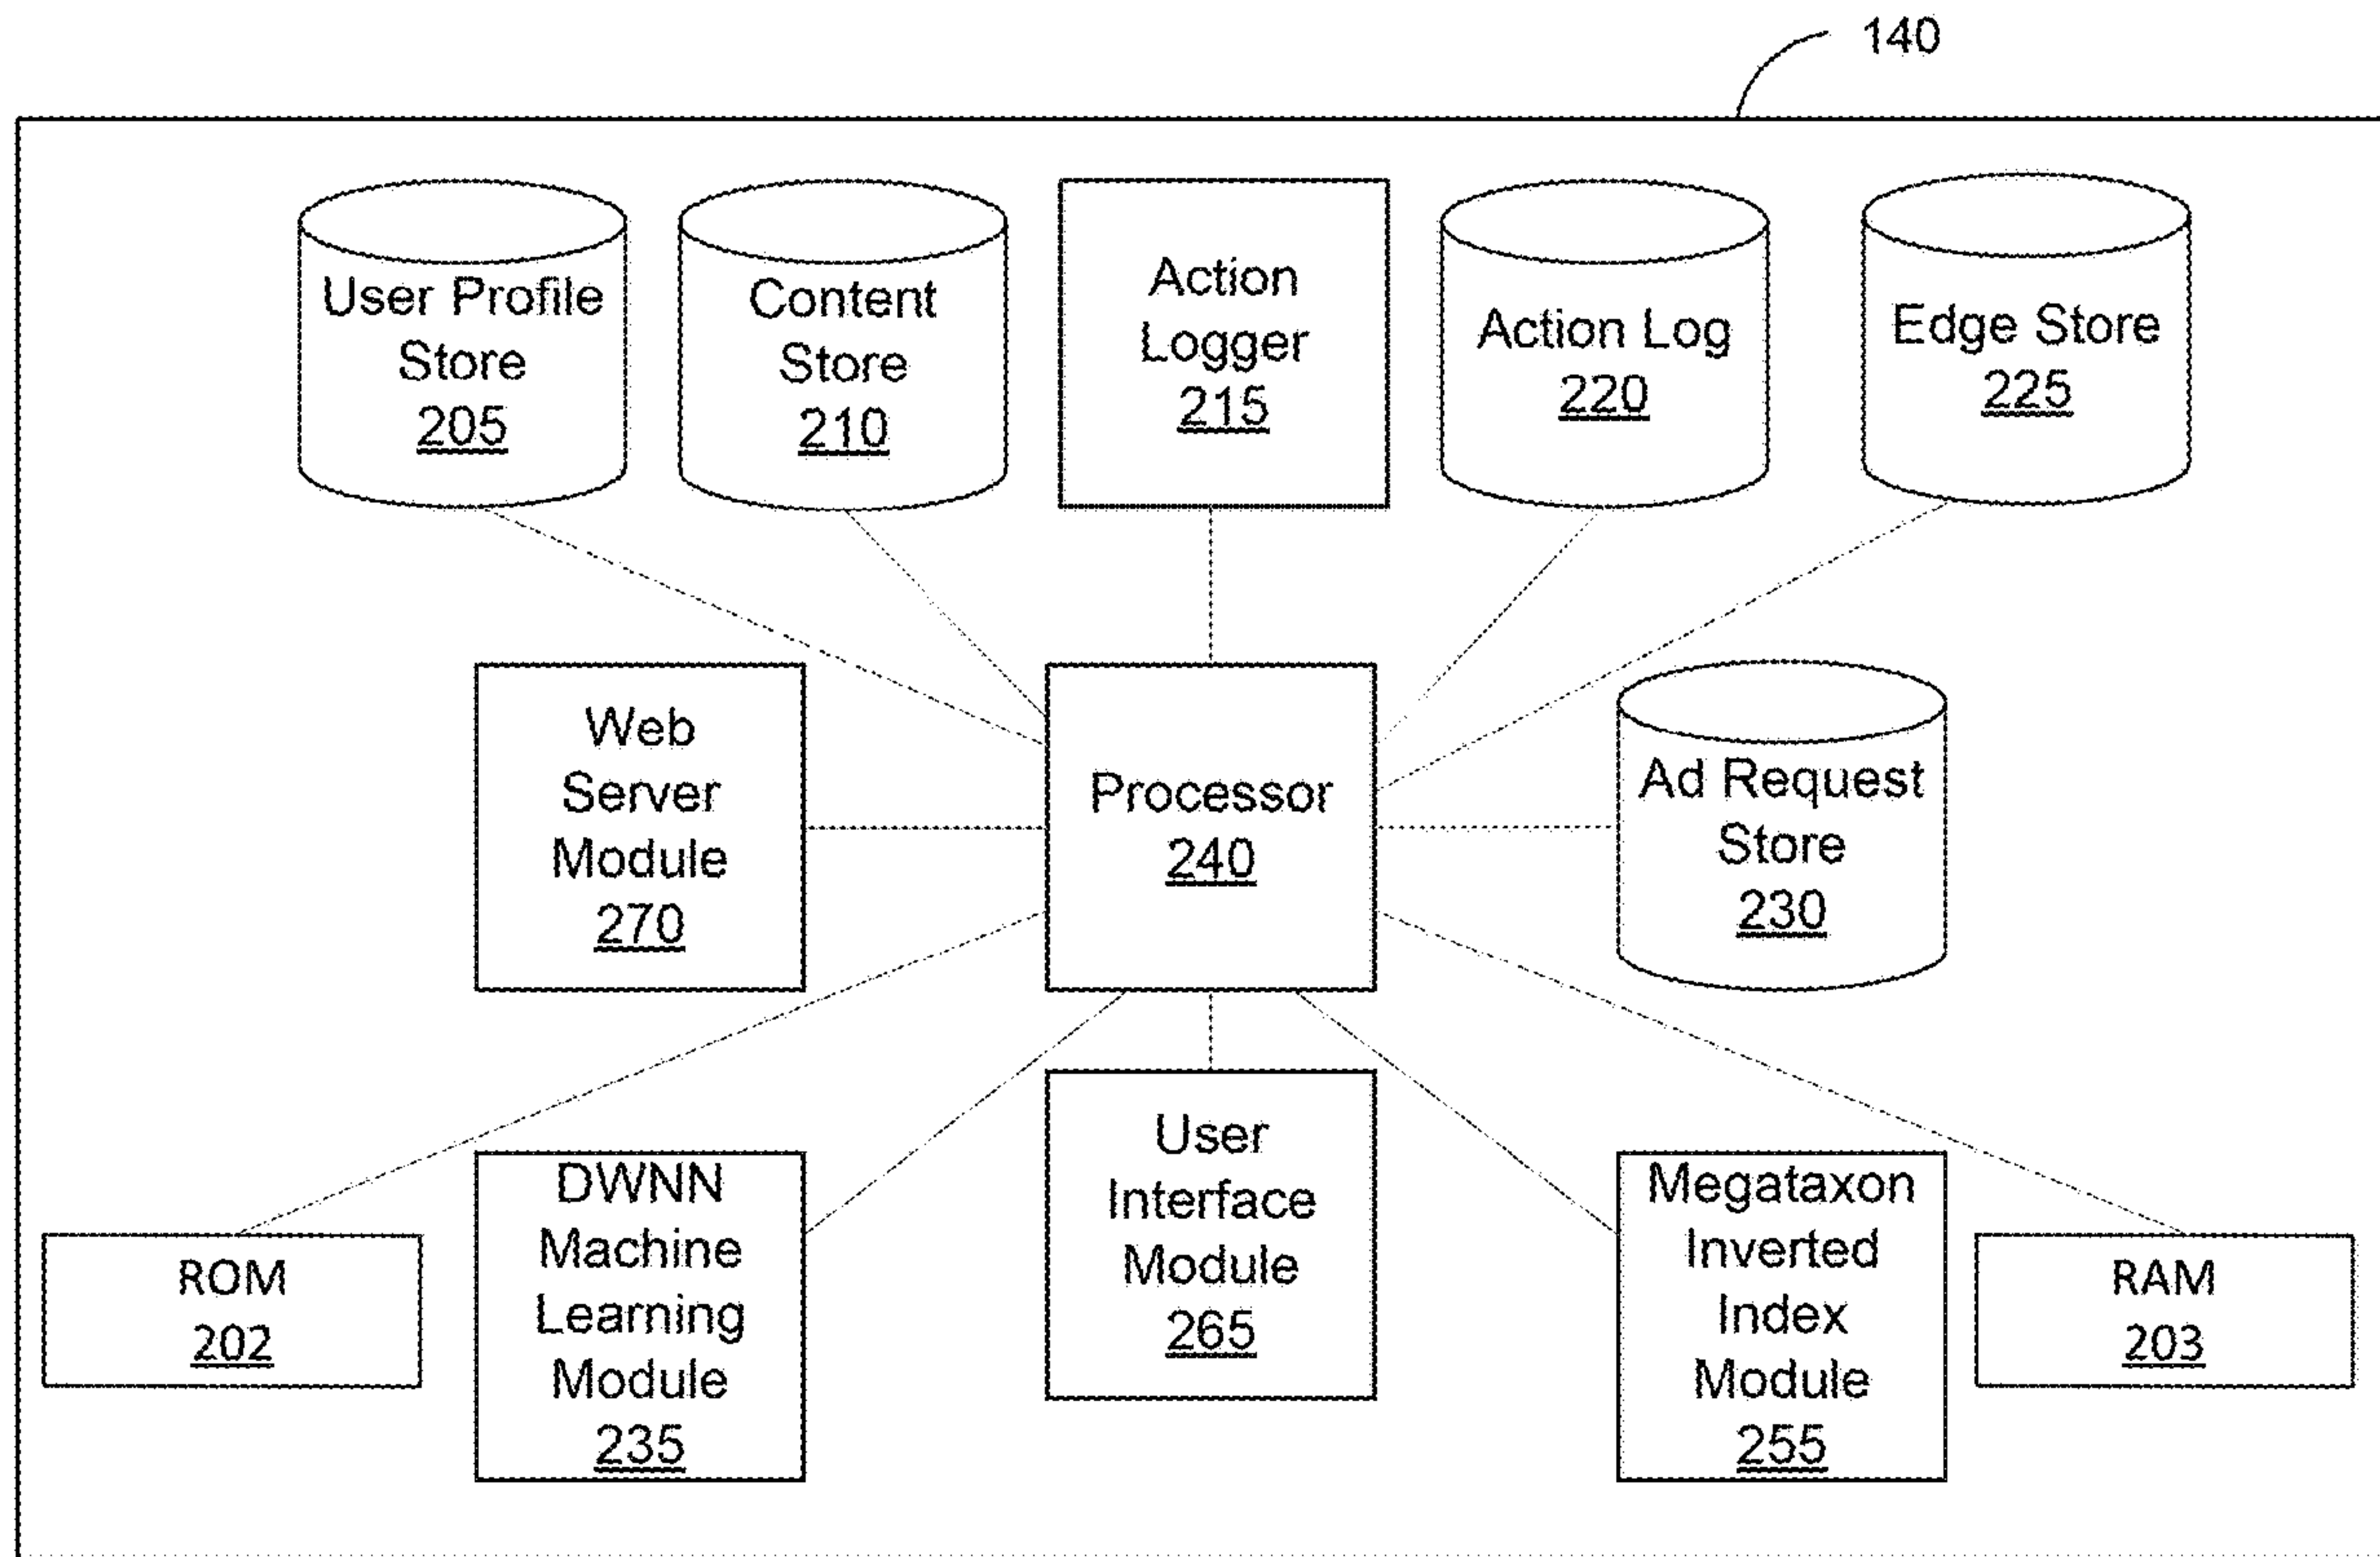 140
User Profile
Store
205
Content
Store
210
Action
Logger
215
Action Log
220
Edge Store
225
Web
Server
Module
270
Processor
240
Ad Request
Store
230
ROM
202
DWNN
Machine
Learning
Module
235
User
Interface
Module
265
Megataxon
Inverted
Index
Module
255
RAM
203